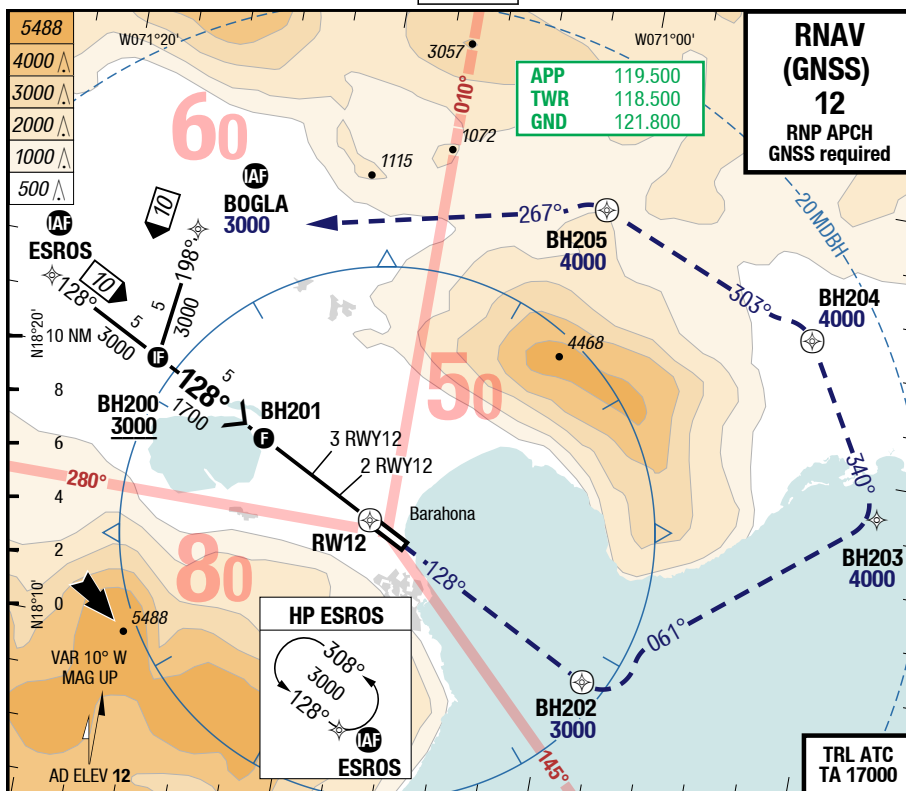 5488
4000
3000
2000
1000
500
W071°20'
W071°00'
RNAV
(GNSS)
12
RNP APCH
GNSS required
APP 119.500
TWR 118.500
GND 121.800
3057
010°
1072
1115
60
IAF
BOGLA
3000
IAF
ESROS
10
10
128°
5
3000
198°
5
3000
267°
BH205
4000
20 MDBH
303°
BH204
4000
N18°20'
10 NM
8
6
4
2
0
IF
BH200
3000
128°
5
1700
F
BH201
50
4468
3 RWY12
2 RWY12
340°
280°
Barahona
RW12
BH203
4000
80
128°
061°
N18°10'
5488
VAR 10° W
MAG UP
AD ELEV 12
HP ESROS
308°
3000
128°
IAF
ESROS
BH202
3000
145°
TRL ATC
TA 17000